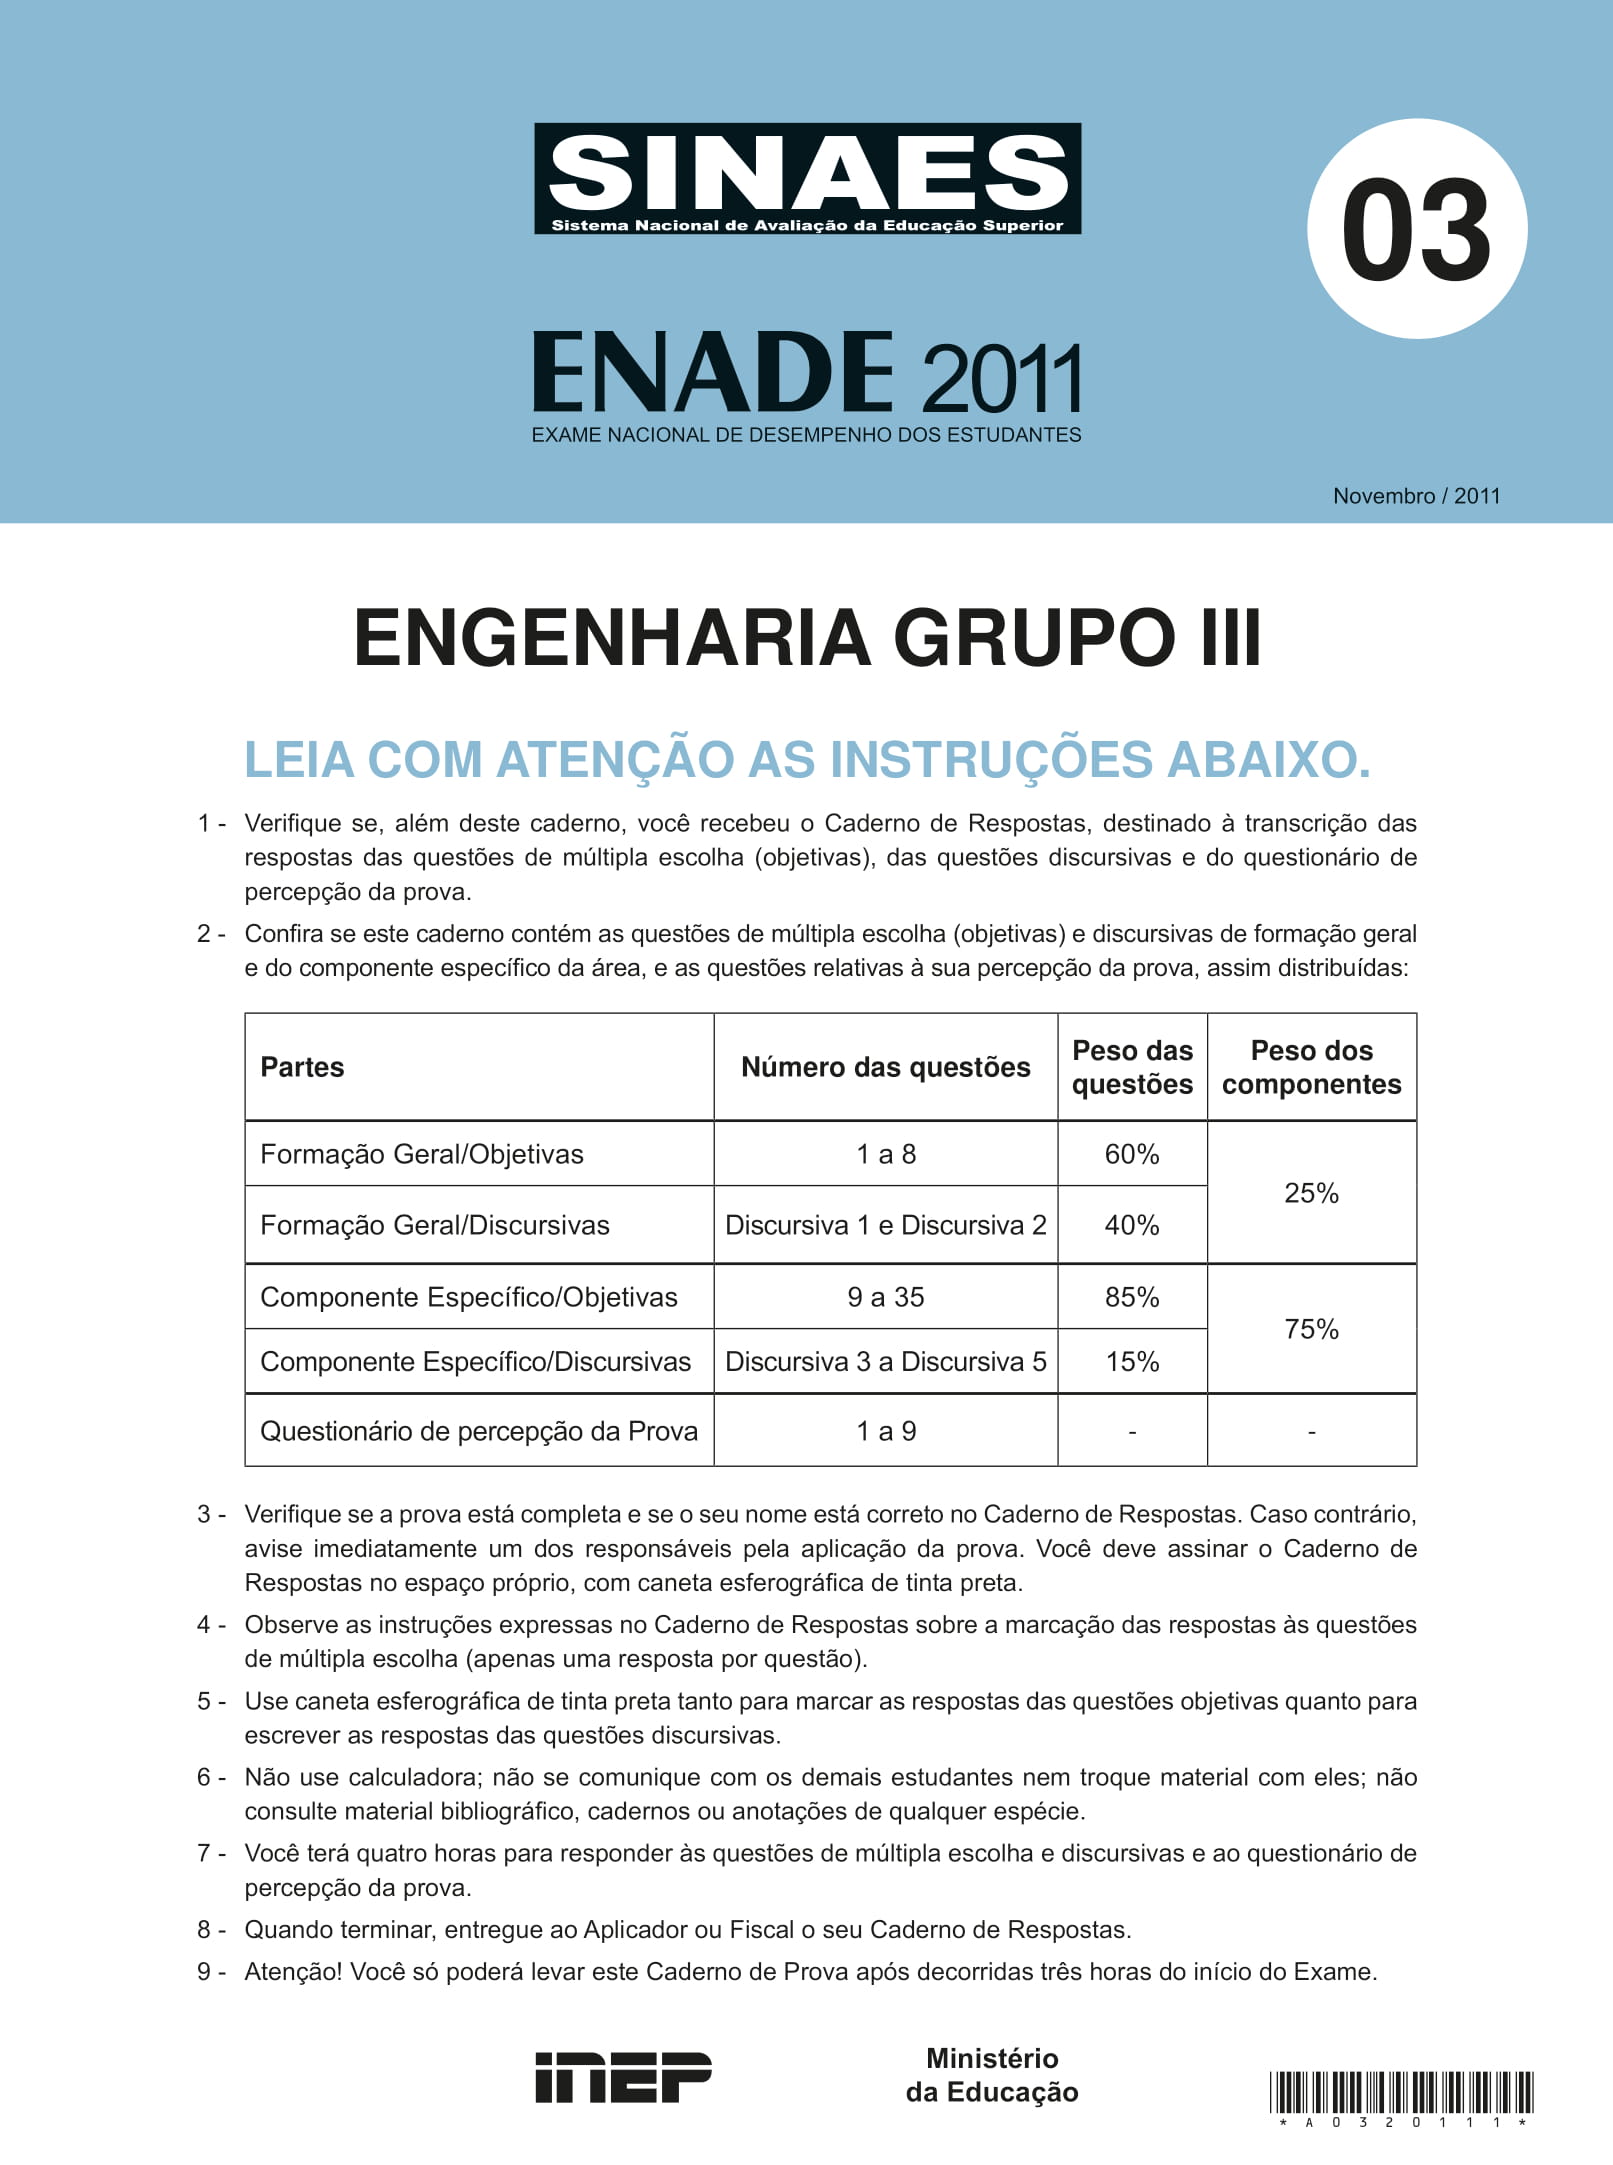 SINAES
Sistema Nacional de Avaliação da Educação Superior
03
ENADE 2011
EXAME NACIONAL DE DESEMPENHO DOS ESTUDANTES
Novembro / 2011
ENGENHARIA GRUPO III
LEIA COM ATENÇÃO AS INSTRUÇÕES ABAIXO.
1 - Verifique se, além deste caderno, você recebeu o Caderno de Respostas, destinado à transcrição das
respostas das questões de múltipla escolha (objetivas), das questões discursivas e do questionário de
percepção da prova.
2 - Confira se este caderno contém as questões de múltipla escolha (objetivas) e discursivas de formação geral
e do componente específico da área, e as questões relativas à sua percepção da prova, assim distribuídas:
Partes Número das questões Peso das questões Peso dos componentes
Formação Geral/Objetivas 1 a 8 60% 25%
Formação Geral/Discursivas Discursiva 1 e Discursiva 2 40%
Componente Específico/Objetivas 9 a 35 85% 75%
Componente Específico/Discursivas Discursiva 3 a Discursiva 5 15%
Questionário de percepção da Prova 1 a 9 - -
3 - Verifique se a prova está completa e se o seu nome está correto no Caderno de Respostas. Caso contrário,
avise imediatamente um dos responsáveis pela aplicação da prova. Você deve assinar o Caderno de
Respostas no espaço próprio, com caneta esferográfica de tinta preta.
4 - Observe as instruções expressas no Caderno de Respostas sobre a marcação das respostas às questões
de múltipla escolha (apenas uma resposta por questão).
5 - Use caneta esferográfica de tinta preta tanto para marcar as respostas das questões objetivas quanto para
escrever as respostas das questões discursivas.
6 - Não use calculadora; não se comunique com os demais estudantes nem troque material com eles; não
consulte material bibliográfico, cadernos ou anotações de qualquer espécie.
7 - Você terá quatro horas para responder às questões de múltipla escolha e discursivas e ao questionário de
percepção da prova.
8 - Quando terminar, entregue ao Aplicador ou Fiscal o seu Caderno de Respostas.
9 - Atenção! Você só poderá levar este Caderno de Prova após decorridas três horas do início do Exame.
INEP
Ministério
da Educação
* A 0 3 2 0 1 1 1 *